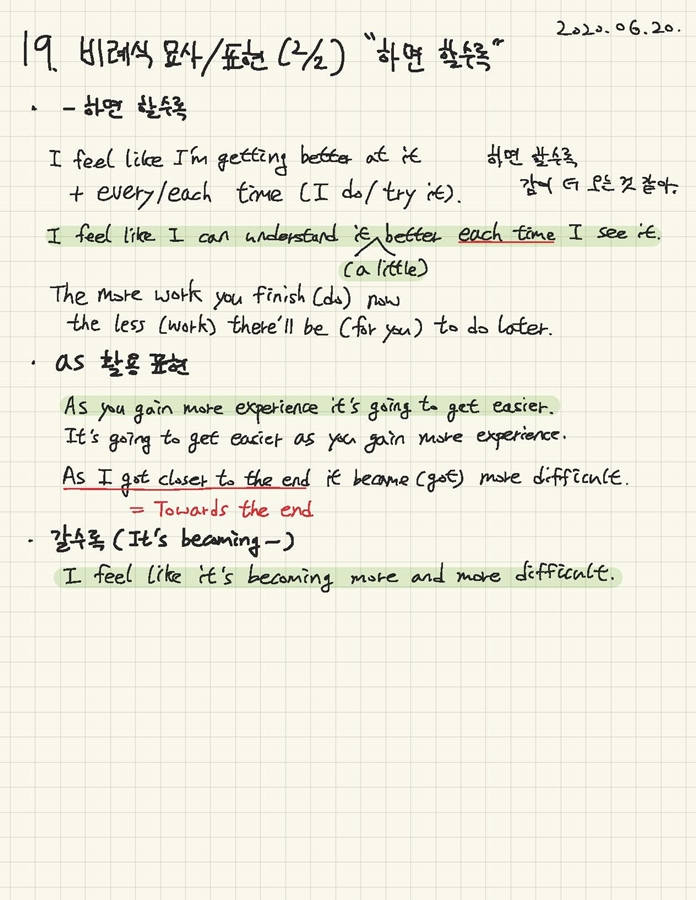 2020.06.20.
19. 비례식 묘사/표현 (2/2) "하면 할수록"
· - 하면 할수록
I feel like I'm getting better at it
+ every/each time (I do/try it).
하면 할수록
감이 더 오는 것 같아.
I feel like I can understand it better each time I see it.
(a little)
The more work you finish (do) now
the less (work) there'll be (for you) to do later.
· as 활용 표현
As you gain more experience it's going to get easier.
It's going to get easier as you gain more experience.
As I got closer to the end it became (got) more difficult.
= Towards the end
· 갈수록 (It's becoming ~)
I feel like it's becoming more and more difficult.